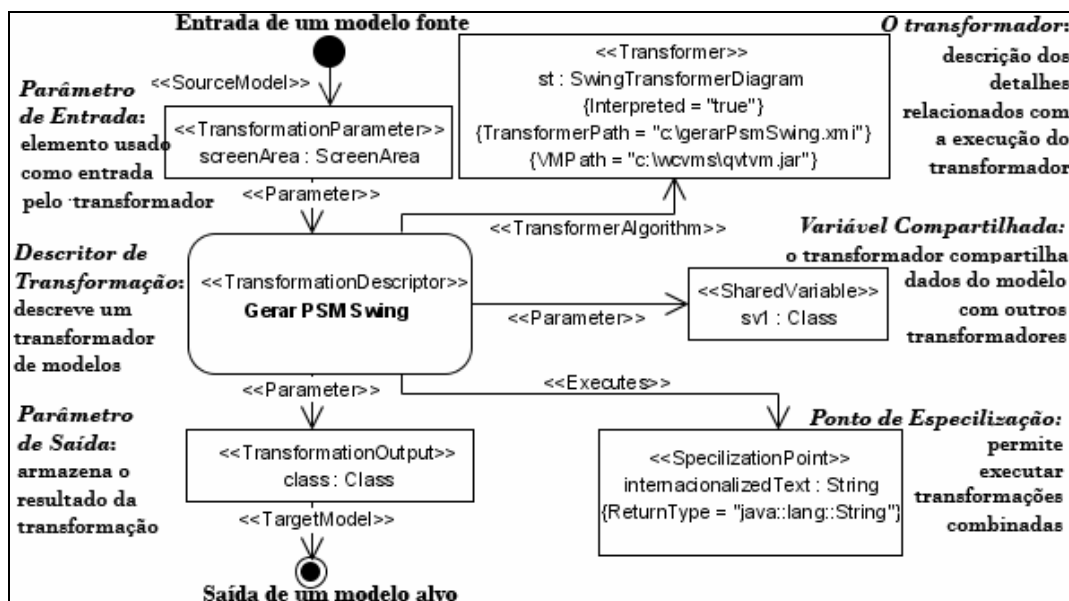 Entrada de um modelo fonte
<<SourceModel>>
Parâmetro
de Entrada:
elemento usado
como entrada
pelo transformador
<<TransformationParameter>>
screenArea : ScreenArea
<<Parameter>>
<<Transformer>>
st : SwingTransformerDiagram
{Interpreted = "true"}
{TransformerPath = "c:\gerarPsmSwing.xmi"}
{VMPath = "c:\wcvms\qvtvm.jar"}
O transformador:
descrição dos
detalhes
relacionados com
a execução do
transformador
<<TransformerAlgorithm>>
Descritor de
Transformação:
descreve um
transformador
de modelos
<<TransformationDescriptor>>
Gerar PSM Swing
<<Parameter>>
<<SharedVariable>>
sv1 : Class
Variável Compartilhada:
o transformador compartilha
dados do modelo
com outros
transformadores
<<Parameter>>
<<Executes>>
Parâmetro
de Saída:
armazena o
resultado da
transformação
<<TransformationOutput>>
class : Class
<<TargetModel>>
<<SpecilizationPoint>>
internacionalizedText : String
{ReturnType = "java::lang::String"}
Ponto de Especilização:
permite
executar
transformações
combinadas
Saída de um modelo alvo